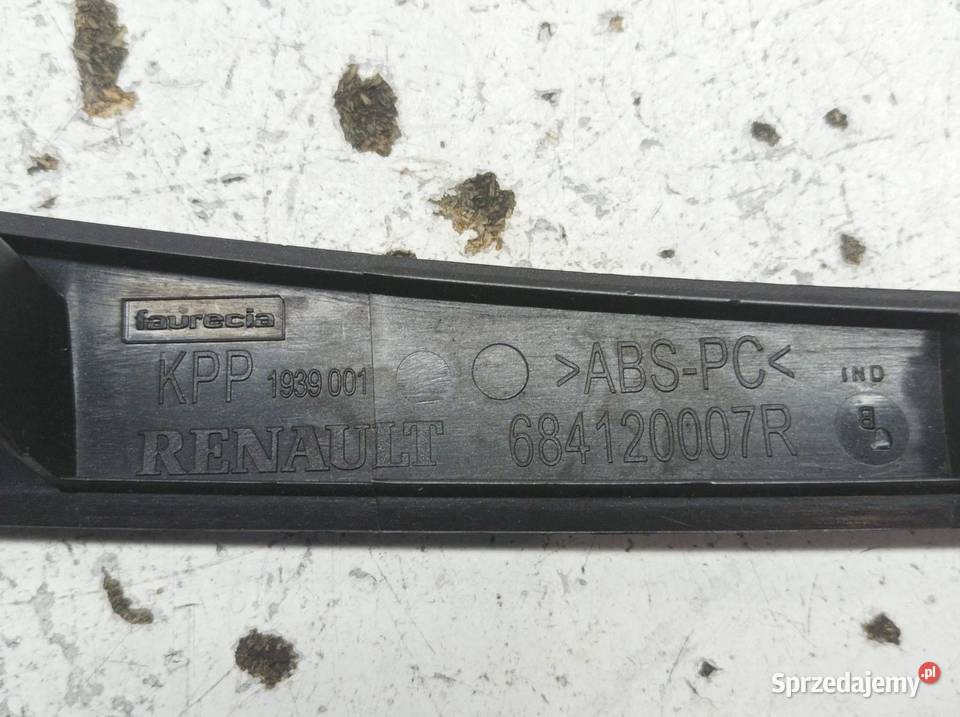 faurecia
KPP 1939 001
RENAULT
>ABS-PC<
684120007R
IND
B
Sprzedajemy.pl